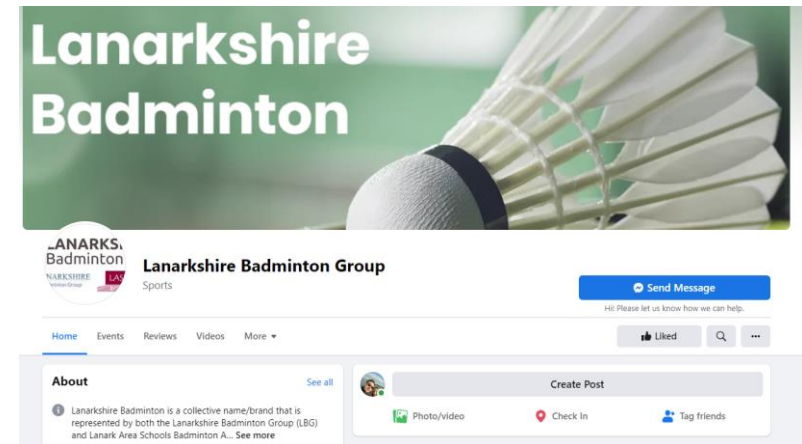 Lanarkshire
Badminton
LANARKS
Badminton
NARKSHIRE
LAS
Lanarkshire Badminton Group
Sports
Send Message
Hi! Please let us know how we can help.
Home Events Reviews Videos More
Liked
About See all
Create Post
Lanarkshire Badminton is a collective name/brand that is
represented by both the Lanarkshire Badminton Group (LBG)
and Lanark Area Schools Badminton A... See more
Photo/video Check In Tag friends